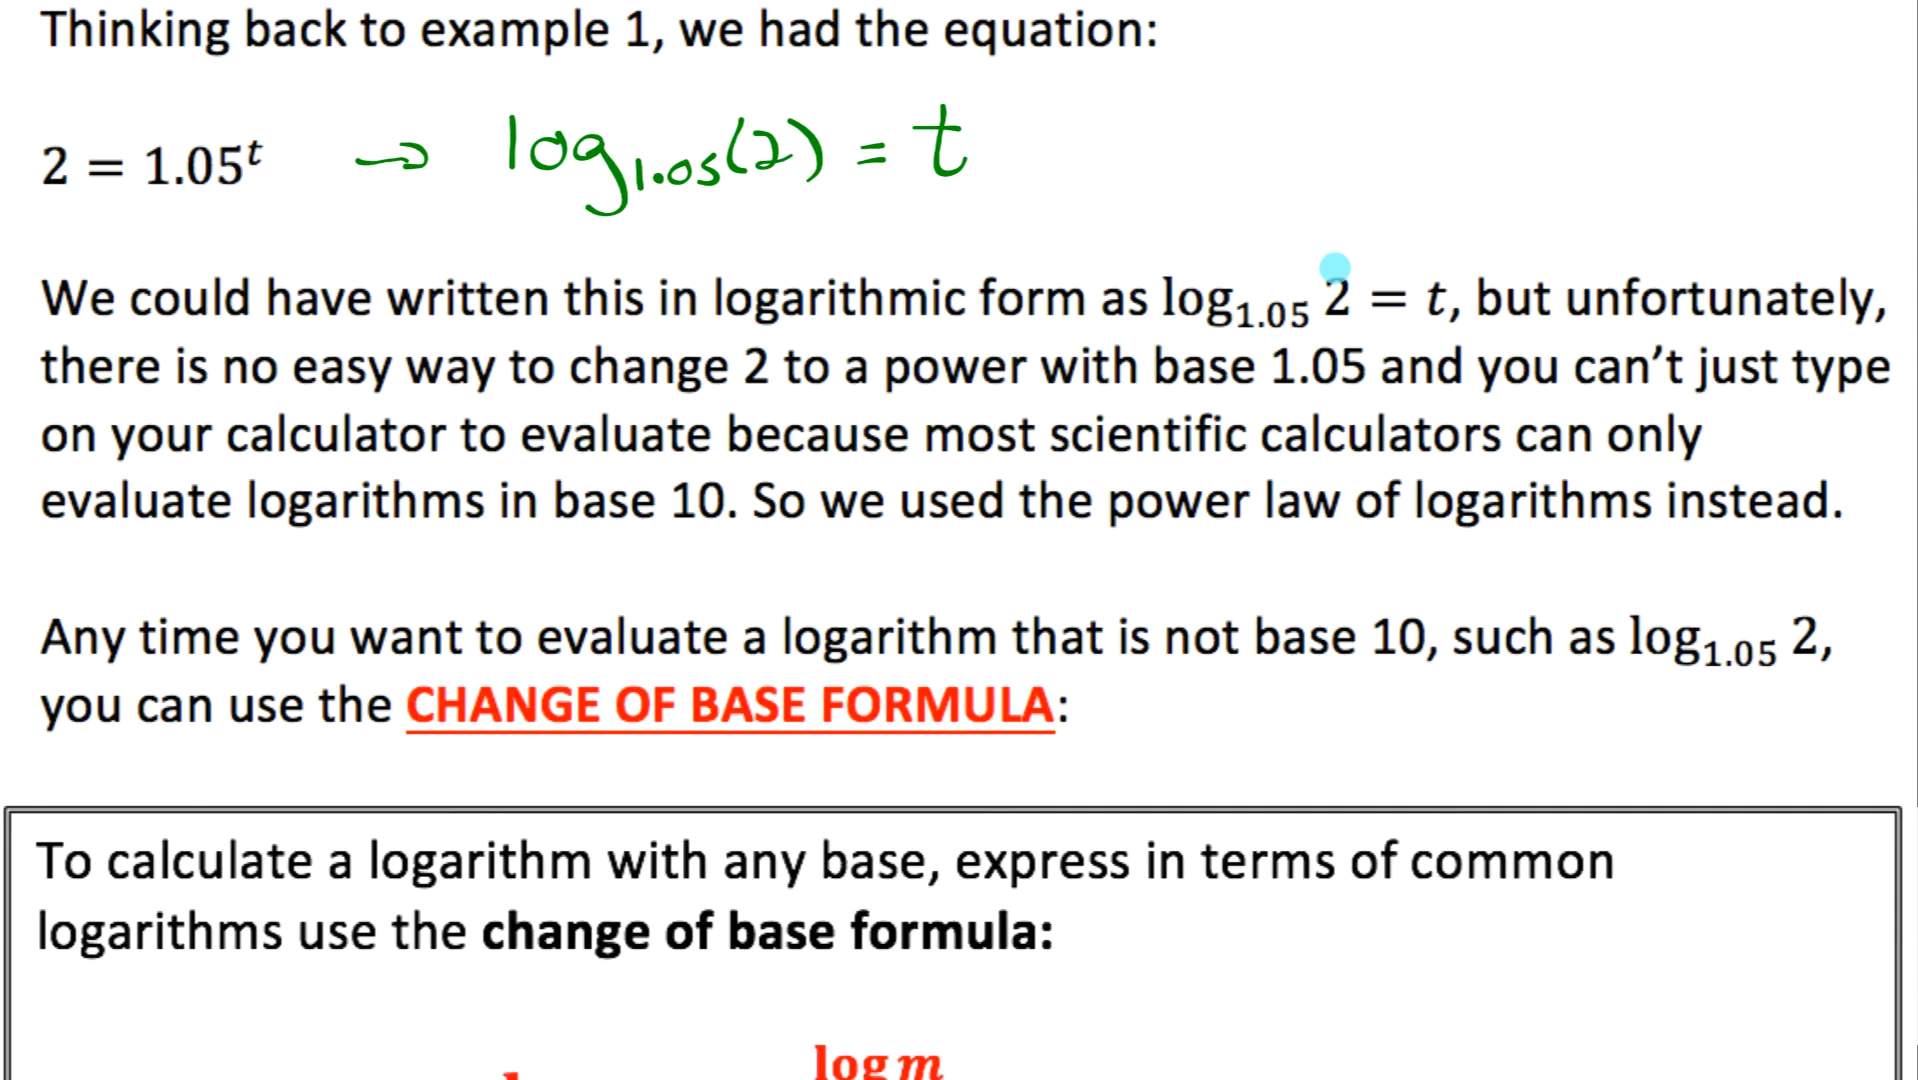 Thinking back to example 1, we had the equation:
2 = 1.05ᵗ → log₁.₀₅(2) = t
We could have written this in logarithmic form as log₁.₀₅ 2 = t, but unfortunately,
there is no easy way to change 2 to a power with base 1.05 and you can’t just type
on your calculator to evaluate because most scientific calculators can only
evaluate logarithms in base 10. So we used the power law of logarithms instead.
Any time you want to evaluate a logarithm that is not base 10, such as log₁.₀₅ 2,
you can use the CHANGE OF BASE FORMULA:
To calculate a logarithm with any base, express in terms of common
logarithms use the change of base formula:
log m